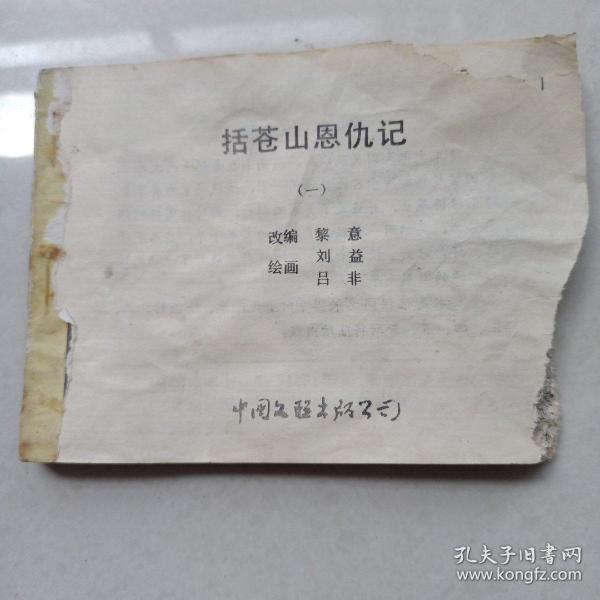 括苍山恩仇记
（一）
改编 黎意
绘画 刘益
吕非
中国文联出版公司
孔夫子旧书网
www.kongfz.com